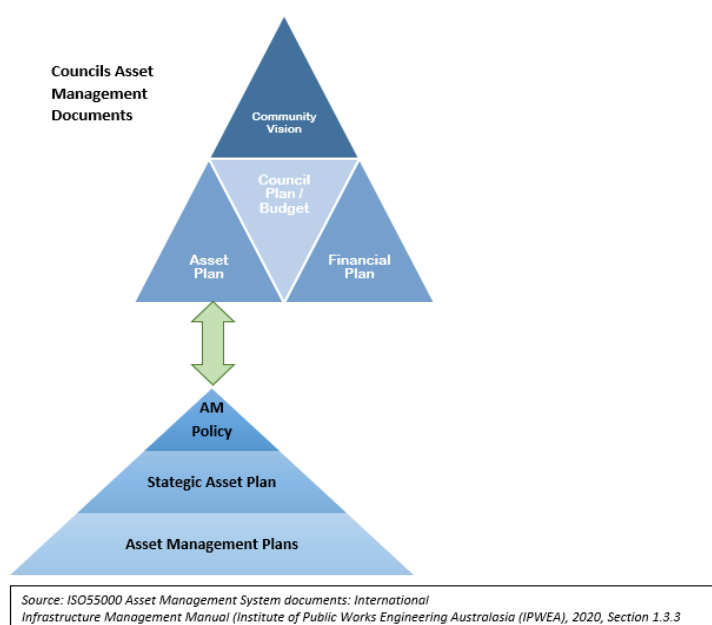 Councils Asset
Management
Documents
Community
Vision
Council
Plan /
Budget
Asset
Plan
Financial
Plan
AM
Policy
Stategic Asset Plan
Asset Management Plans
Source: ISO55000 Asset Management System documents: International
Infrastructure Management Manual (Institute of Public Works Engineering Australasia (IPWEA), 2020, Section 1.3.3